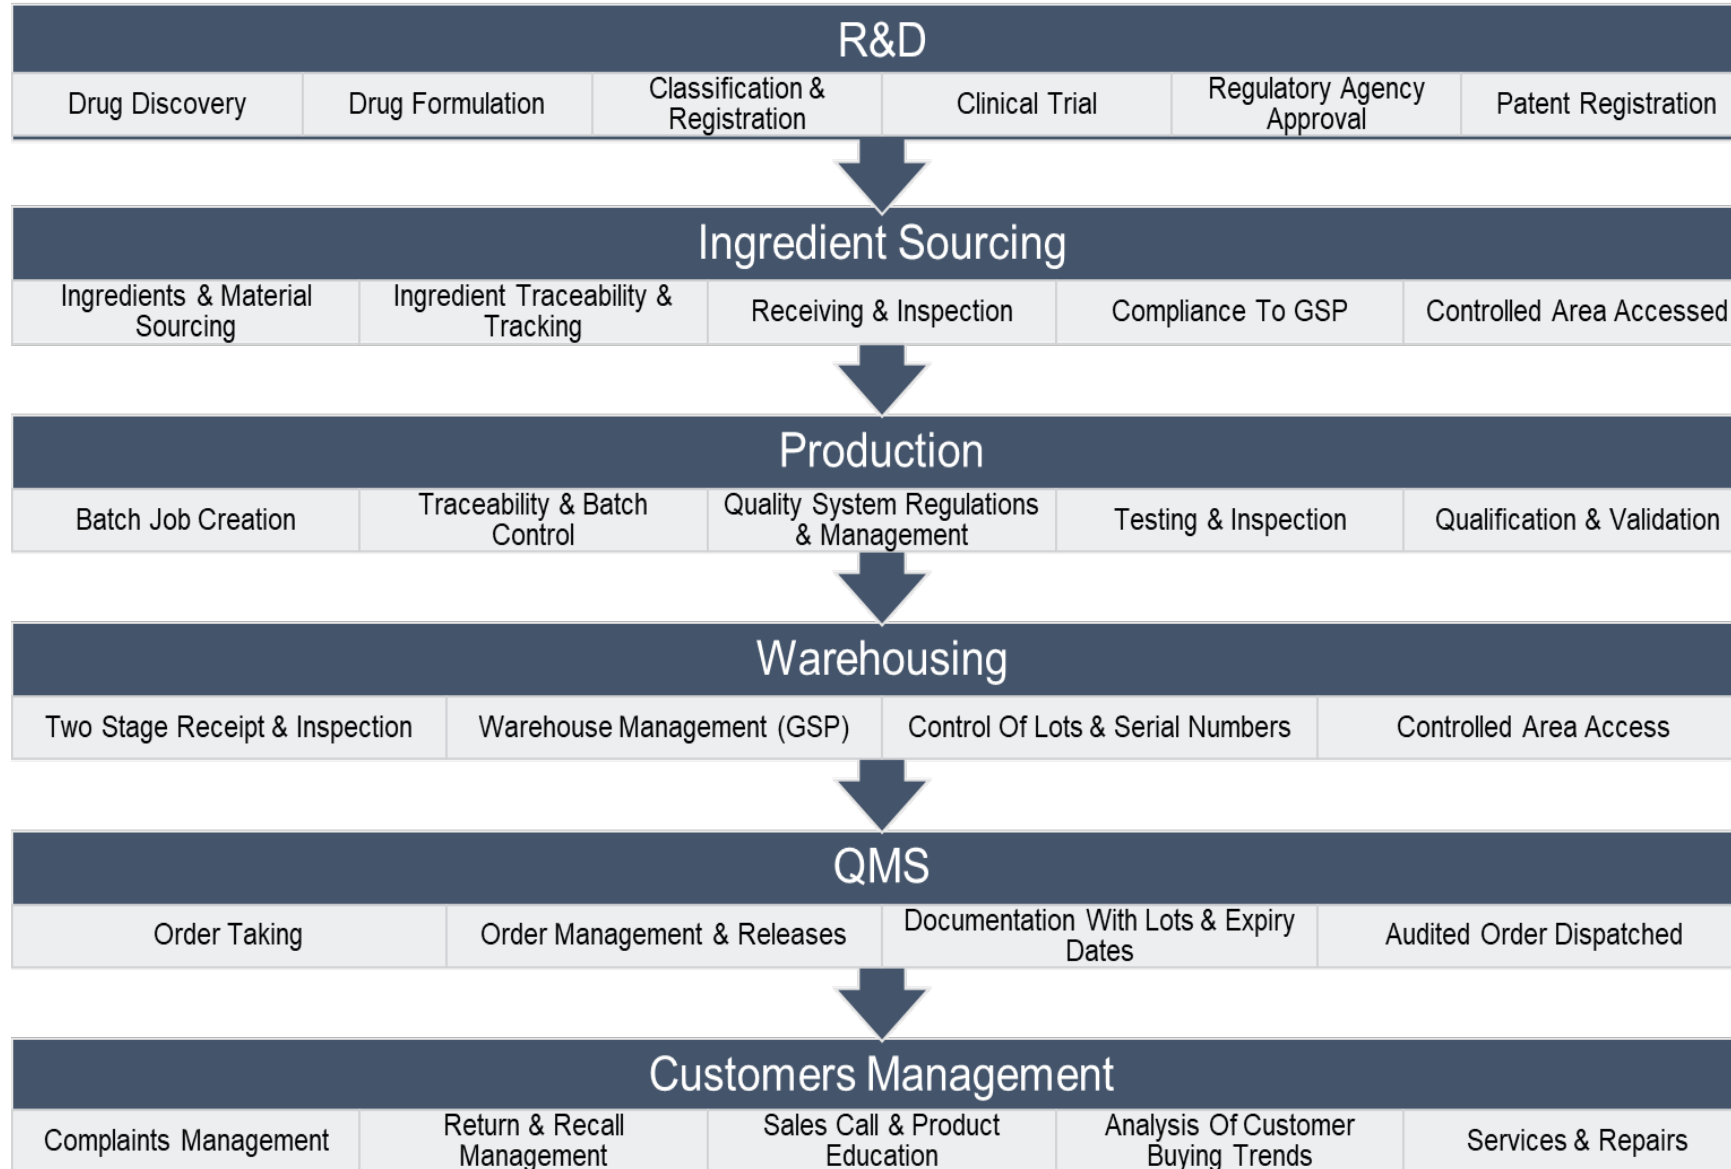 R&D
Drug Discovery
Drug Formulation
Classification &
Registration
Clinical Trial
Regulatory Agency
Approval
Patent Registration
Ingredient Sourcing
Ingredients & Material
Sourcing
Ingredient Traceability &
Tracking
Receiving & Inspection
Compliance To GSP
Controlled Area Accessed
Production
Batch Job Creation
Traceability & Batch
Control
Quality System Regulations
& Management
Testing & Inspection
Qualification & Validation
Warehousing
Two Stage Receipt & Inspection
Warehouse Management (GSP)
Control Of Lots & Serial Numbers
Controlled Area Access
QMS
Order Taking
Order Management & Releases
Documentation With Lots & Expiry
Dates
Audited Order Dispatched
Customers Management
Complaints Management
Return & Recall
Management
Sales Call & Product
Education
Analysis Of Customer
Buying Trends
Services & Repairs